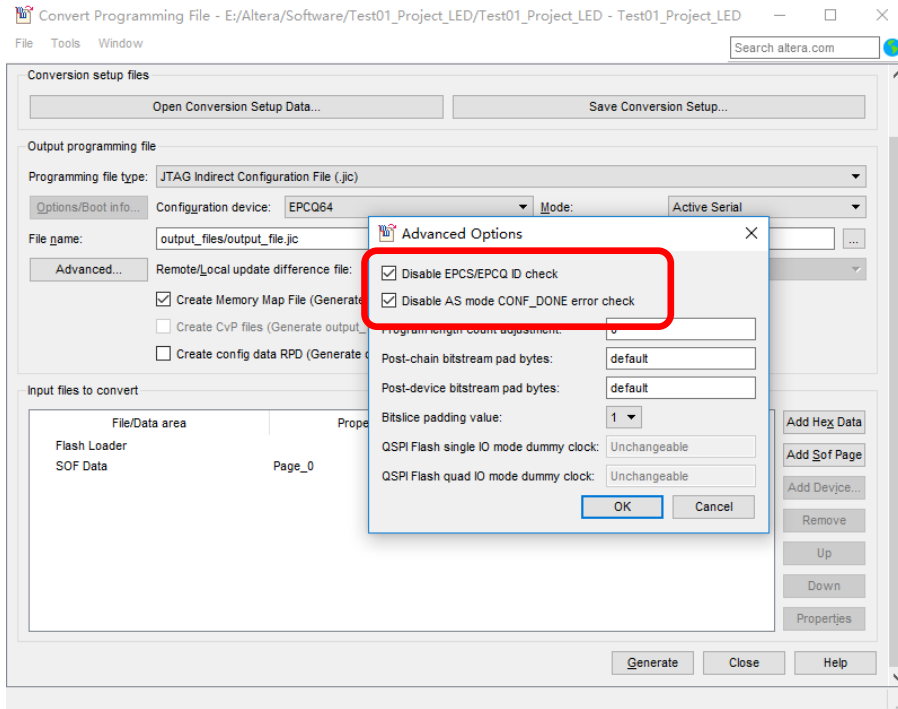 Convert Programming File - E:/Altera/Software/Test01_Project_LED/Test01_Project_LED - Test01_Project_LED
File Tools Window
Search altera.com
Conversion setup files
Open Conversion Setup Data...
Save Conversion Setup...
Output programming file
Programming file type: JTAG Indirect Configuration File (.jic)
Options/Boot info... Configuration device: EPCQ64 Mode: Active Serial
File name: output_files/output_file.jic ...
Advanced... Remote/Local update difference file:
Create Memory Map File (Generate
Create CvP files (Generate output_
Create config data RPD (Generate
Advanced Options
Disable EPCS/EPCQ ID check
Disable AS mode CONF_DONE error check
Program length count adjustment: 0
Post-chain bitstream pad bytes: default
Post-device bitstream pad bytes: default
Bitslice padding value: 1
QSPI Flash single IO mode dummy clock: Unchangeable
QSPI Flash quad IO mode dummy clock: Unchangeable
OK Cancel
Input files to convert
File/Data area Prope
Flash Loader
SOF Data Page_0
Add Hex Data
Add Sof Page
Add Device...
Remove
Up
Down
Properties
Generate Close Help